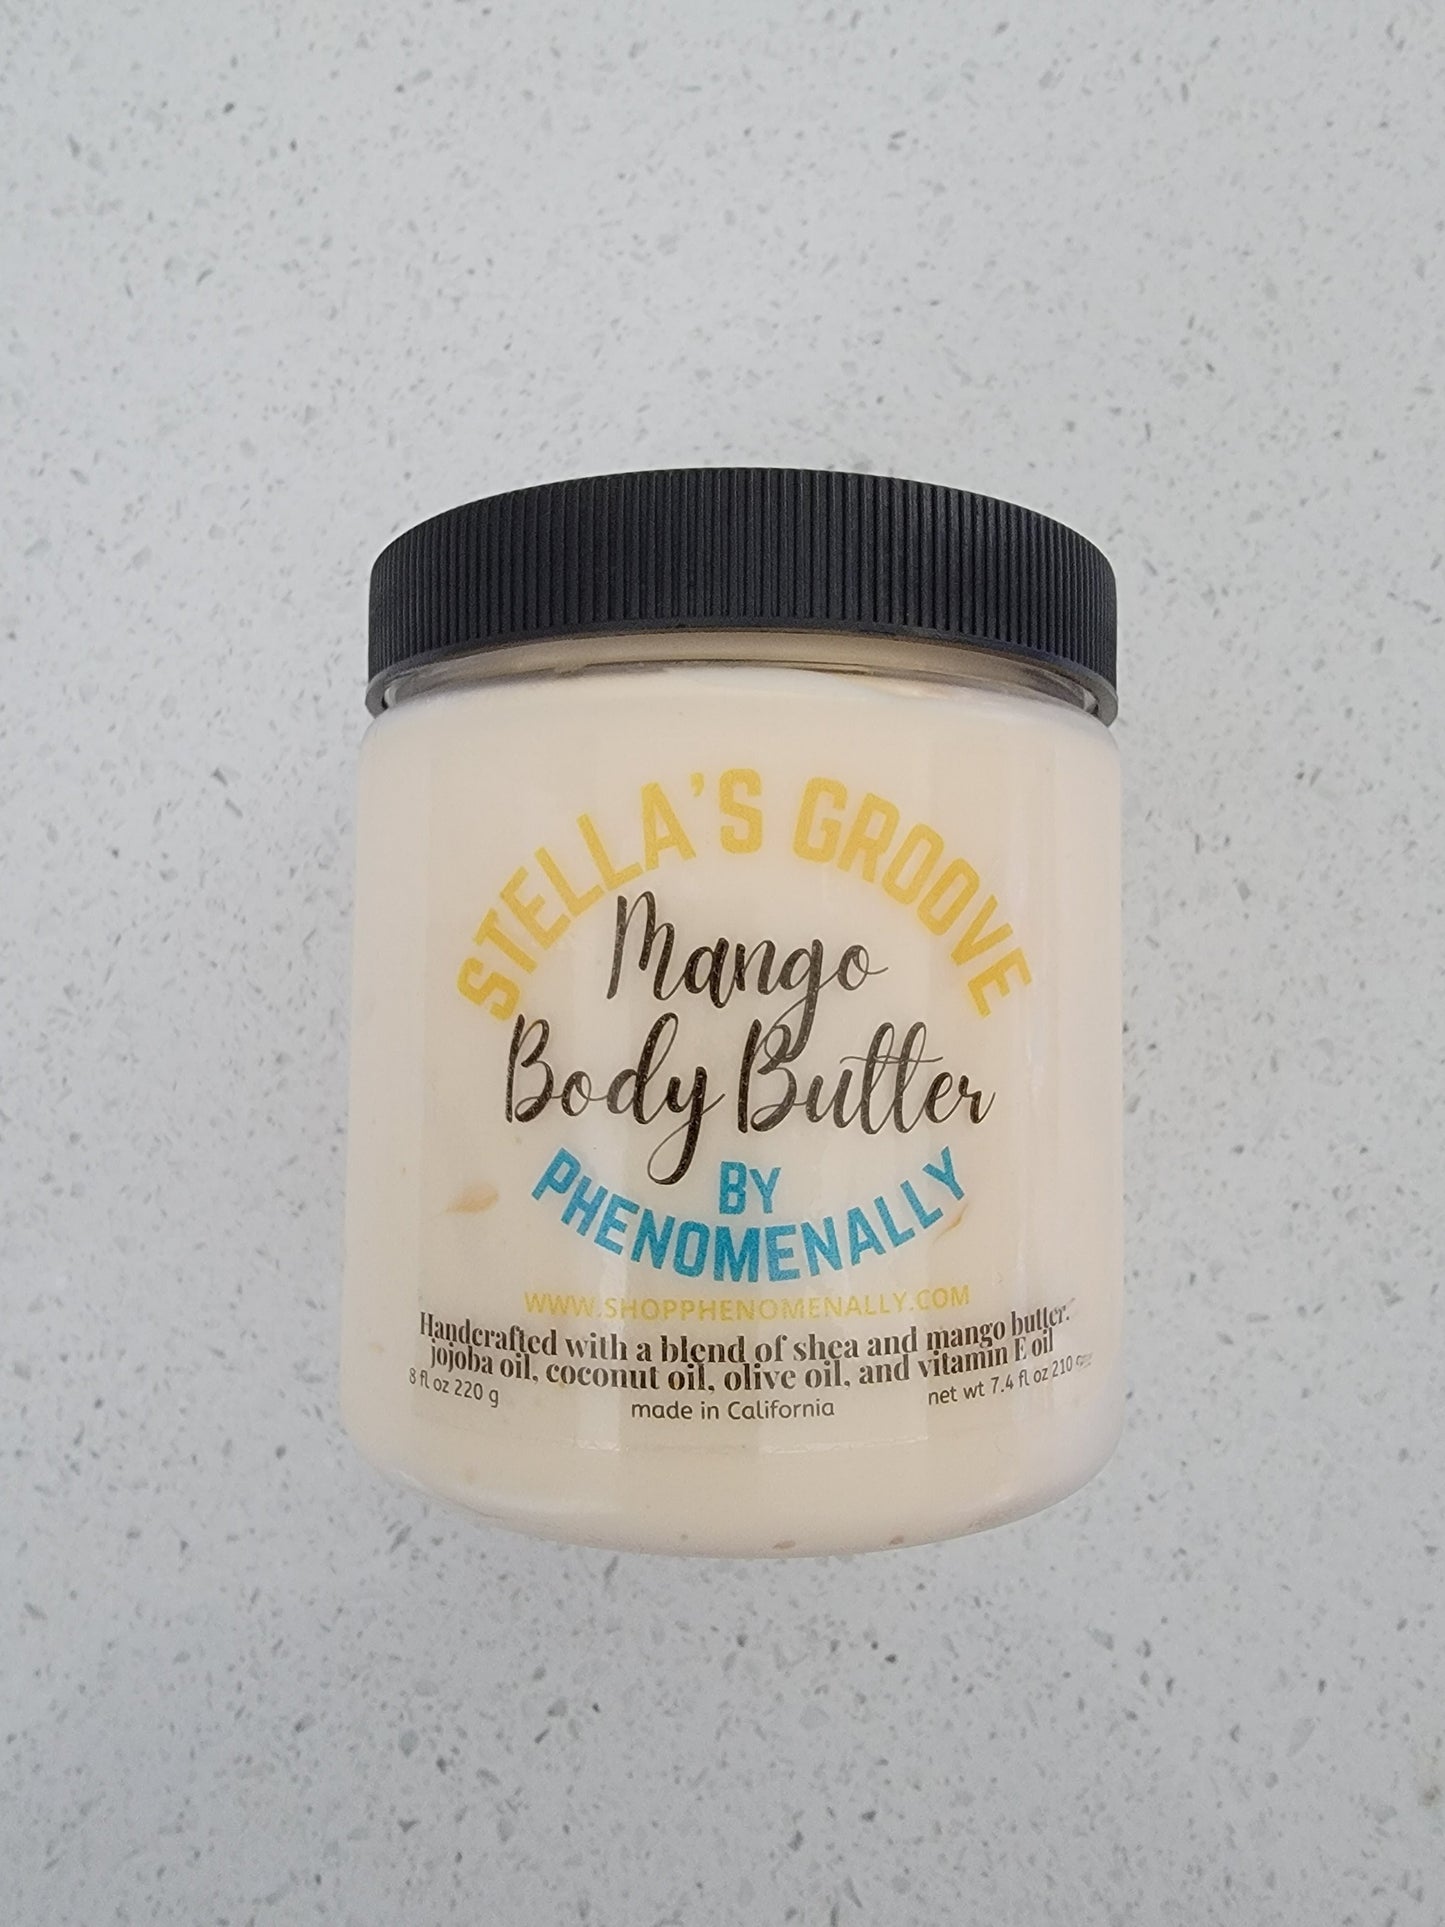 STELLA'S GROOVE
Mango
Body Butter
BY
PHENOMENALLY
WWW.SHOPPHENOMENALLY.COM
Handcrafted with a blend of shea and mango butter.
jojoba oil, coconut oil, olive oil, and vitamin E oil
8 fl oz 220 g
made in California
net wt 7.4 fl oz 210